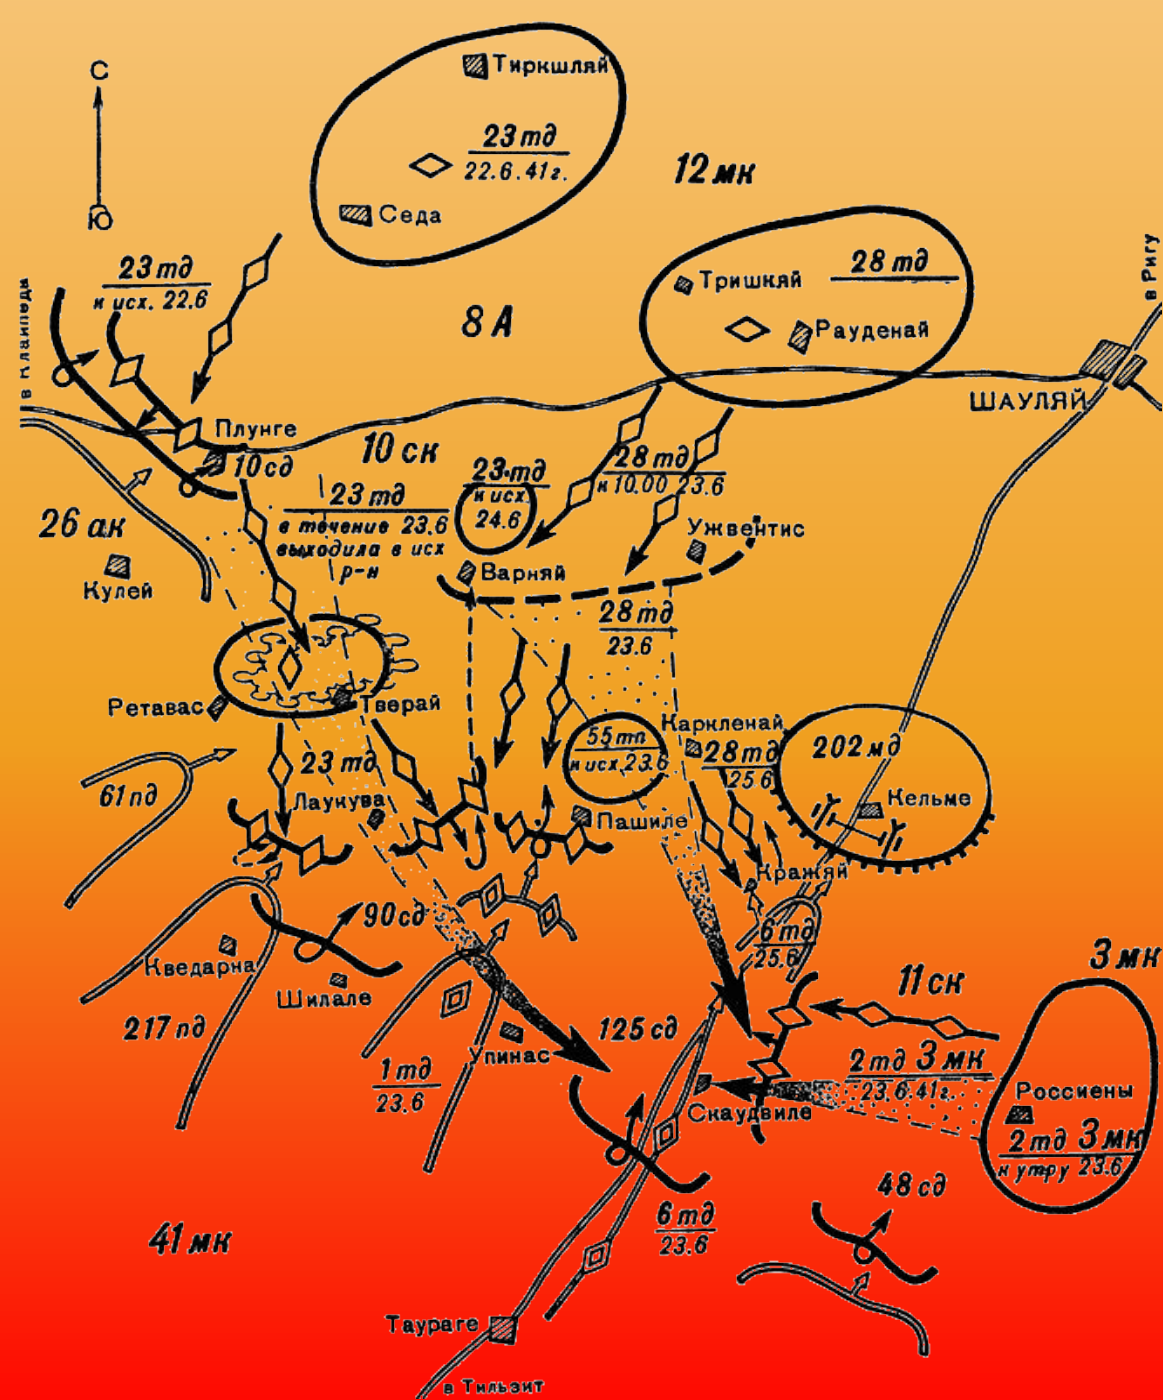 Тиркшляй
С
23 тд
22.6.41г.
12 мк
Седа
Ю
в Ригу
23 тд
к исх. 22.6
Тришкяй
28 тд
в Клайпеда
8 А
Рауденай
ШАУЛЯЙ
Плунге
10 ск
10 сд
23 тд
к исх.
24.6
28 тд
к 10.00 23.6
23 тд
в течение 23.6
выходила в исх
р-н
26 ак
Ужвентис
Кулей
Варняй
28 тд
23.6
Ретавас
Тверай
Каркленай
55 тп
к исх. 23.6
28 тд
25 6
202 мд
23 тд
61 пд
Лаукува
Кельме
Пашиле
Кражяй
90 сд
6 тд
25.6
Кведарна
Шилале
3 мк
11 ск
217 пд
125 сд
Упинас
1 тд
23.6
2 тд 3 мк
23.6.41г.
Россиены
Скаудвиле
2 тд 3 мк
к утру 23.6
48 сд
41 мк
6 тд
23.6
Таураге
в Тильзит